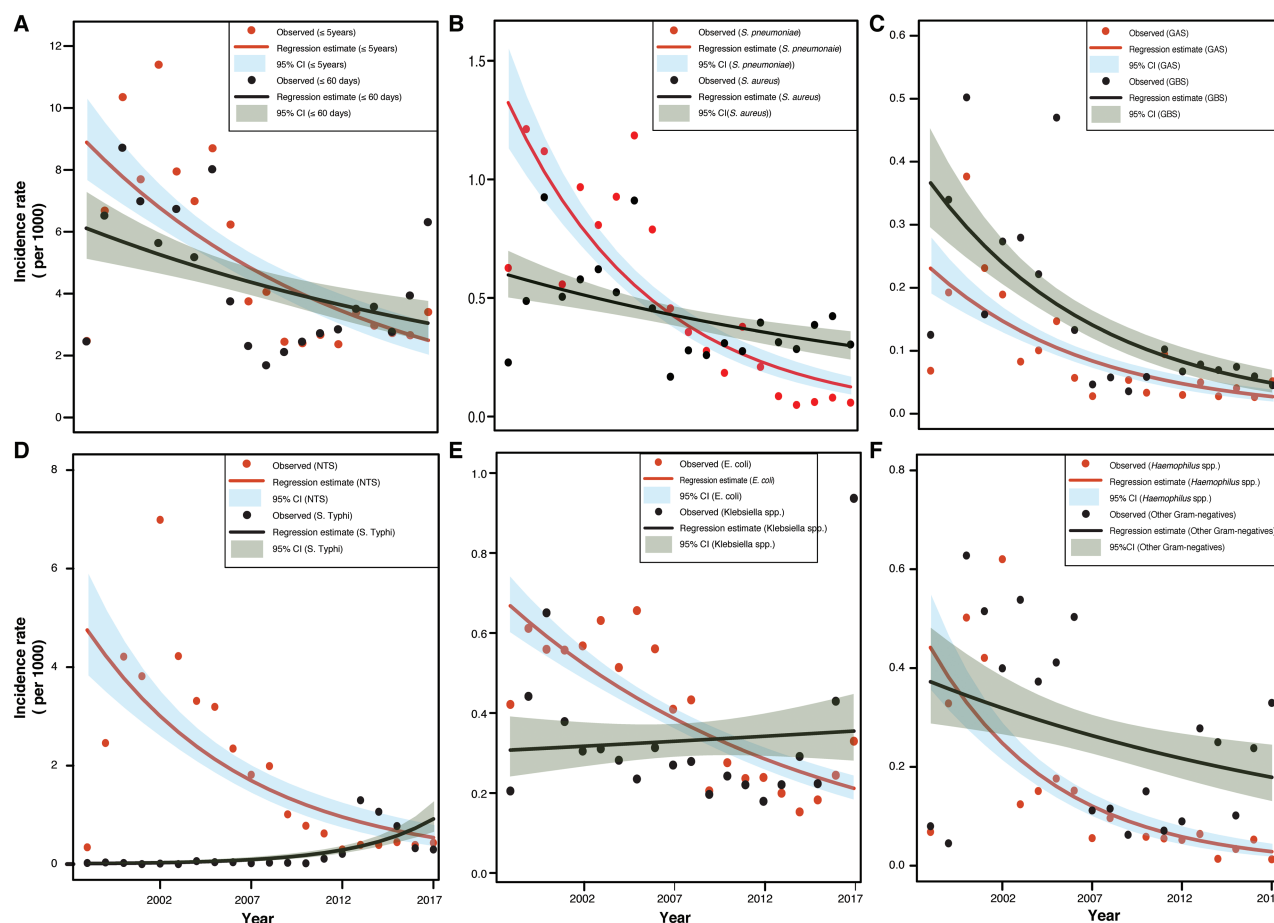 A
Observed (≤ 5years)
Regression estimate (≤ 5years)
95% CI (≤ 5years)
Observed (≤ 60 days)
Regression estimate (≤ 60 days)
95% CI (≤ 60 days)
12
10
8
6
4
2
0
Incidence rate
( per 1000)
B
Observed (S. pneumoniae)
Regression estimate (S. pneumonaie)
95% CI (S. pneumoniae))
Observed (S. aureus)
Regression estimate (S. aureus)
95% CI(S. aureus))
1.5
1.0
0.5
0.0
C
Observed (GAS)
Regression estimate (GAS)
95% CI (GAS)
Observed (GBS)
Regression estimate (GBS)
95% CI (GBS)
0.6
0.5
0.4
0.3
0.2
0.1
0.0
D
Observed (NTS)
Regression estimate (NTS)
95% CI (NTS)
Observed (S. Typhi)
Regression estimate (S. Typhi)
95% CI (S. Typhi)
8
6
4
2
0
Incidence rate
( per 1000)
2002 2007 2012 2017
Year
E
Observed (E. coli)
Regression estimate (E. coli)
95% CI (E. coli)
Observed (Klebsiella spp.)
Regression estimate (Klebsiella spp.)
95% CI (Klebsiella spp.)
1.0
0.8
0.6
0.4
0.2
0.0
2002 2007 2012 2017
Year
F
Observed (Haemophilus spp.)
Regression estimate (Haemophilus spp.)
95% CI (Haemophilus spp.)
Observed (Other Gram-negatives)
Regression estimate (Other Gram-negatives)
95%CI (Other Gram-negatives)
0.8
0.6
0.4
0.2
0.0
2002 2007 2012 201
Year